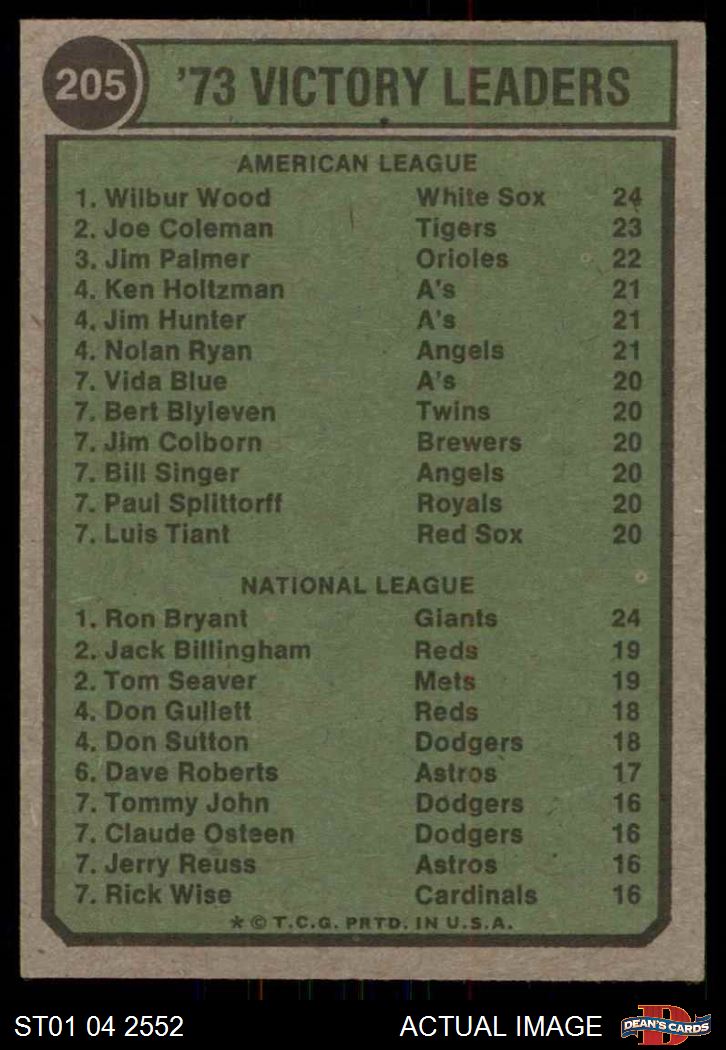 205 '73 VICTORY LEADERS
AMERICAN LEAGUE
1. Wilbur Wood White Sox 24
2. Joe Coleman Tigers 23
3. Jim Palmer Orioles 22
4. Ken Holtzman A's 21
4. Jim Hunter A's 21
4. Nolan Ryan Angels 21
7. Vida Blue A's 20
7. Bert Blyleven Twins 20
7. Jim Colborn Brewers 20
7. Bill Singer Angels 20
7. Paul Splittorff Royals 20
7. Luis Tiant Red Sox 20
NATIONAL LEAGUE
1. Ron Bryant Giants 24
2. Jack Billingham Reds 19
2. Tom Seaver Mets 19
4. Don Gullett Reds 18
4. Don Sutton Dodgers 18
6. Dave Roberts Astros 17
7. Tommy John Dodgers 16
7. Claude Osteen Dodgers 16
7. Jerry Reuss Astros 16
7. Rick Wise Cardinals 16
* © T.C.G. PRTD. IN U.S.A.
ST01 04 2552 ACTUAL IMAGE D DEAN'S CARDS